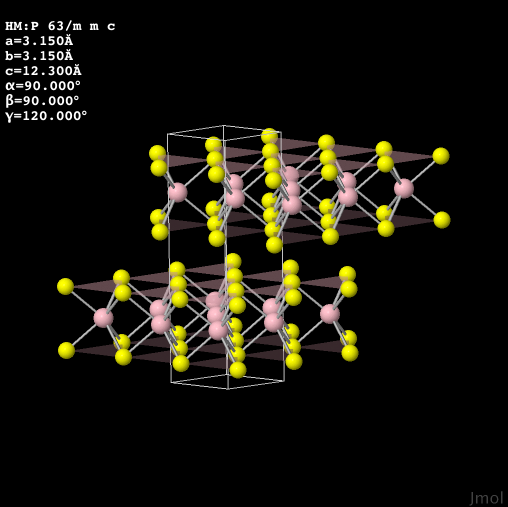 HM:P 63/m m c
a=3.150Å
b=3.150Å
c=12.300Å
α=90.000°
β=90.000°
γ=120.000°
Jmol